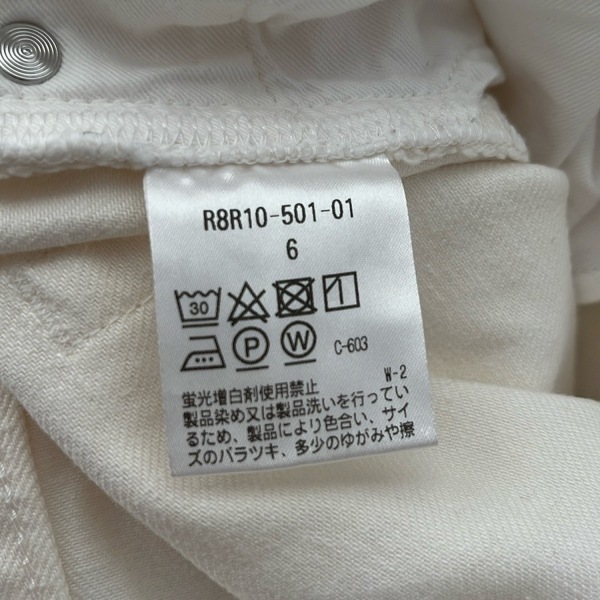 R8R10-501-01
6
30
P W C-603
W-2
蛍光増白剤使用禁止
製品染め又は製品洗いを行ってい
るため、製品により色合い、サイ
ズのバラツキ、多少のゆがみや擦